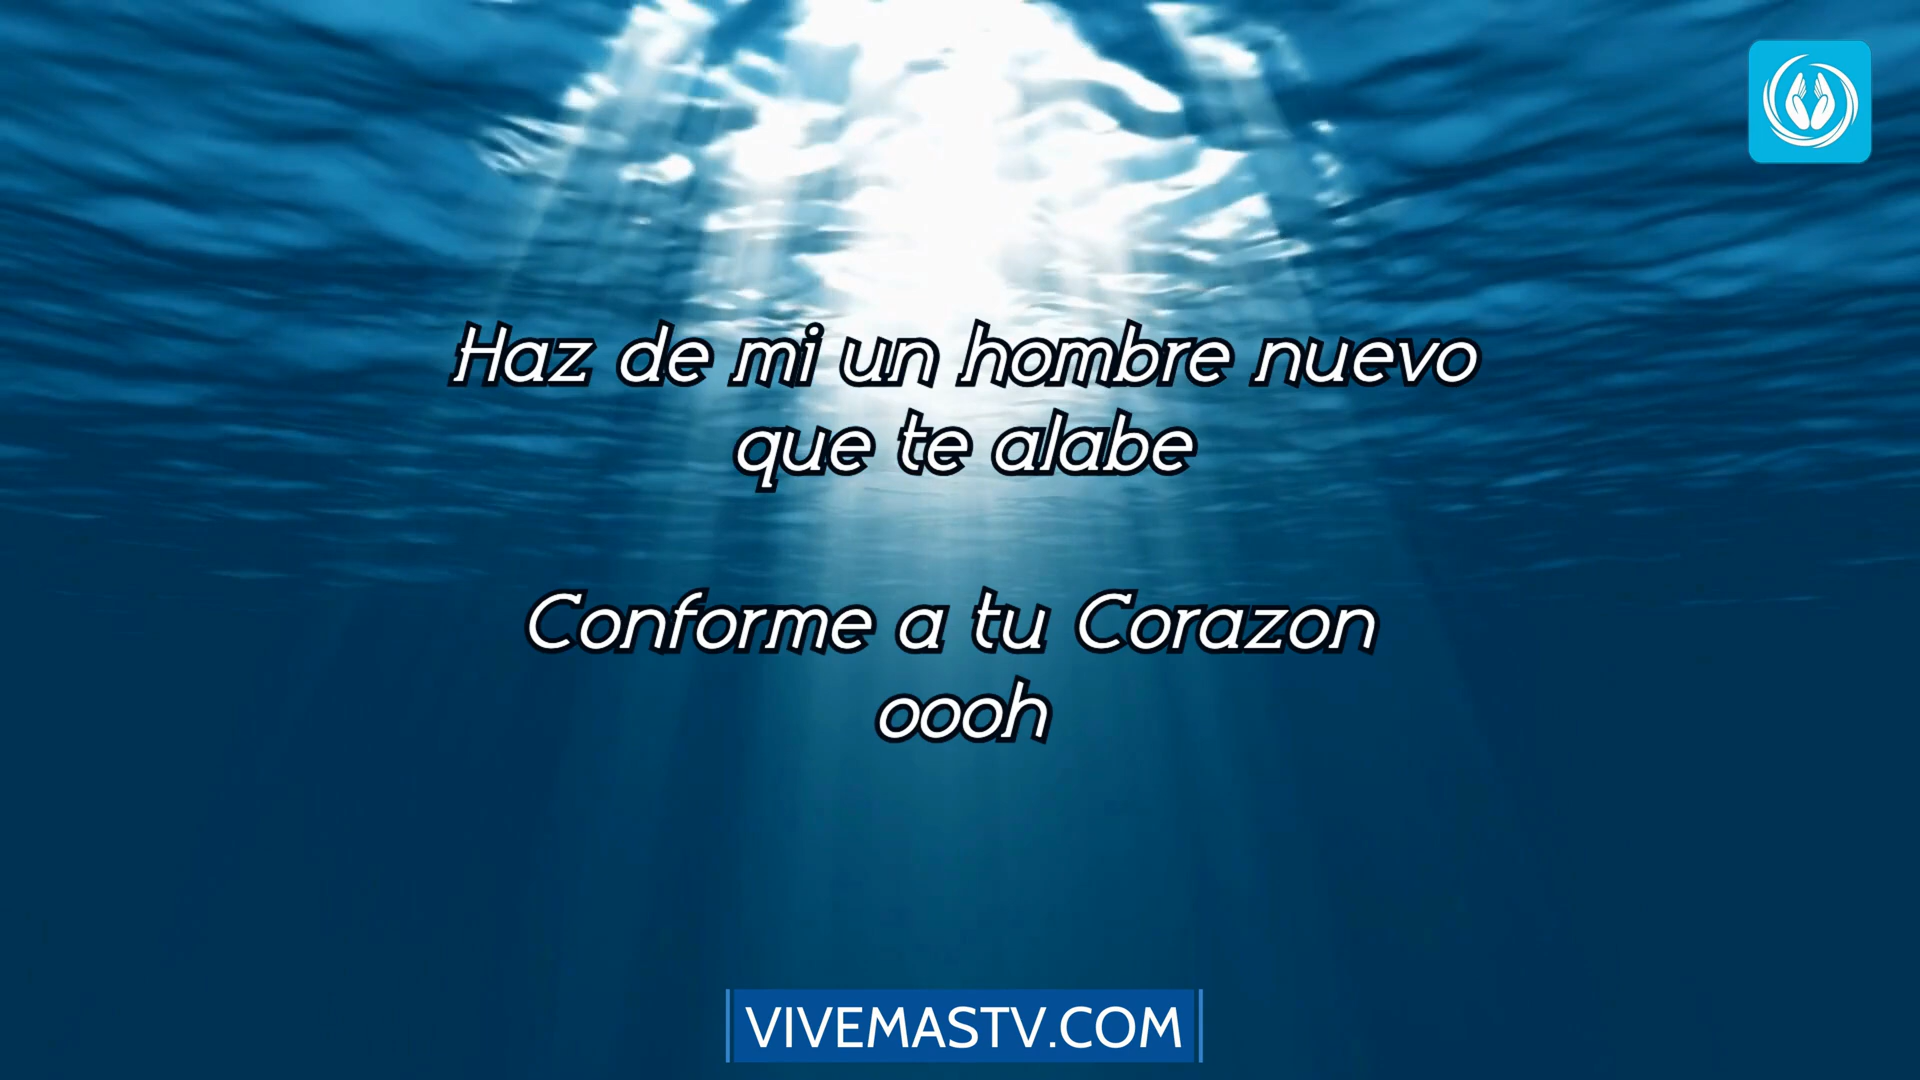 Haz de mi un hombre nuevo
que te alabe
Conforme a tu Corazon
oooh
VIVEMASTV.COM